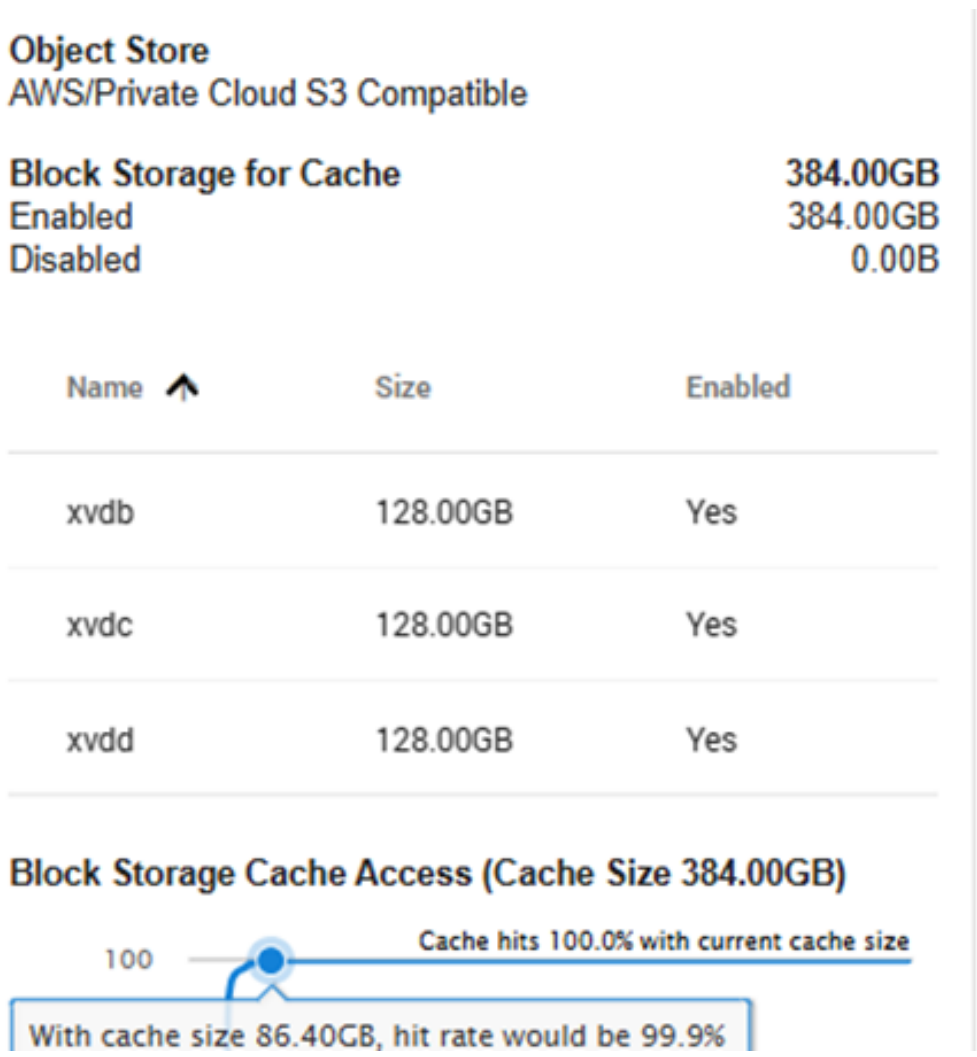 Object Store
AWS/Private Cloud S3 Compatible
Block Storage for Cache 384.00GB
Enabled 384.00GB
Disabled 0.00B
Name Size Enabled
xvdb 128.00GB Yes
xvdc 128.00GB Yes
xvdd 128.00GB Yes
Block Storage Cache Access (Cache Size 384.00GB)
Cache hits 100.0% with current cache size
100
With cache size 86.40GB, hit rate would be 99.9%